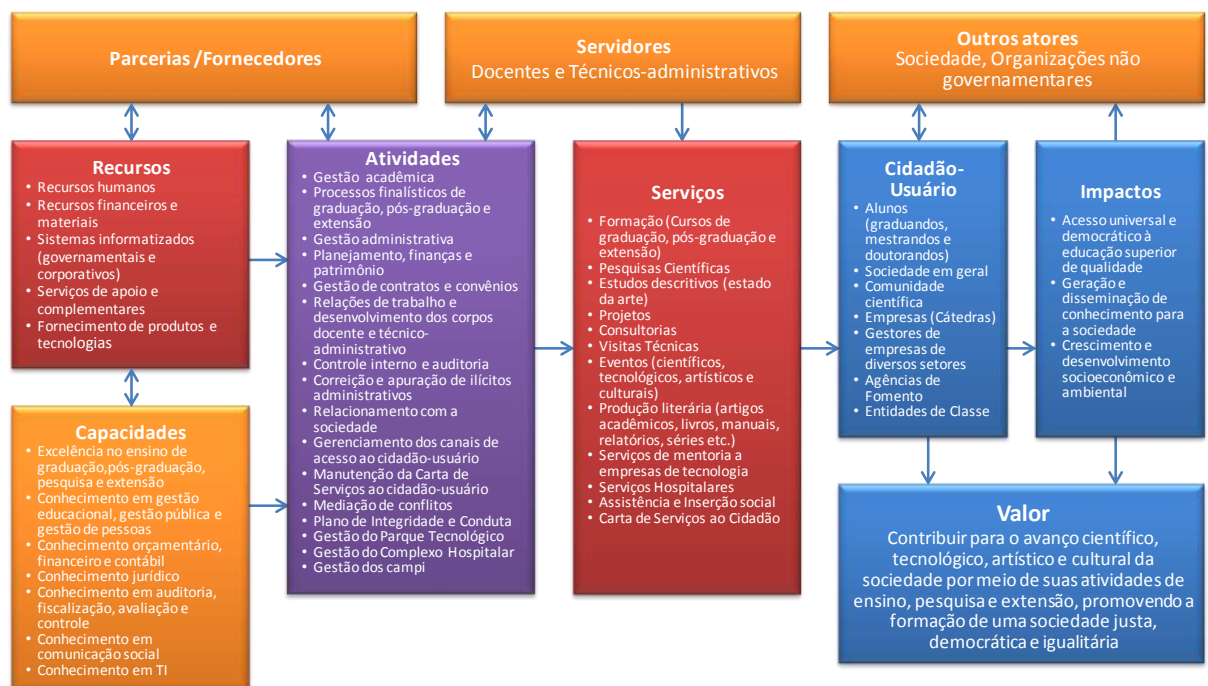 Parcerias /Fornecedores
Servidores
Docentes e Técnicos-administrativos
Outros atores
Sociedade, Organizações não
governamentares
Recursos
• Recursos humanos
• Recursos financeiros e
materiais
• Sistemas informatizados
(governamentais e
corporativos)
• Serviços de apoio e
complementares
• Fornecimento de produtos e
tecnologias
Capacidades
• Excelência no ensino de
graduação,pós-graduação,
pesquisa e extensão
• Conhecimento em gestão
educacional, gestão pública e
gestão de pessoas
• Conhecimento orçamentário,
financeiro e contábil
• Conhecimento jurídico
• Conhecimento em auditoria,
fiscalização, avaliação e
controle
• Conhecimento em
comunicação social
• Conhecimento em TI
Atividades
• Gestão acadêmica
• Processos finalísticos de
graduação, pós-graduação e
extensão
• Gestão administrativa
• Planejamento, finanças e
patrimônio
• Gestão de contratos e convênios
• Relações de trabalho e
desenvolvimento dos corpos
docente e técnico-
administrativo
• Controle interno e auditoria
• Correição e apuração de ilícitos
administrativos
• Relacionamento com a
sociedade
• Gerenciamento dos canais de
acesso ao cidadão-usuário
• Manutenção da Carta de
Serviços ao cidadão-usuário
• Mediação de conflitos
• Plano de Integridade e Conduta
• Gestão do Parque Tecnológico
• Gestão do Complexo Hospitalar
• Gestão dos campi
Serviços
• Formação (Cursos de
graduação, pós-graduação e
extensão)
• Pesquisas Científicas
• Estudos descritivos (estado
da arte)
• Projetos
• Consultorias
• Visitas Técnicas
• Eventos (científicos,
tecnológicos, artísticos e
culturais)
• Produção literária (artigos
acadêmicos, livros, manuais,
relatórios, séries etc.)
• Serviços de mentoria a
empresas de tecnologia
• Serviços Hospitalares
• Assistência e Inserção social
• Carta de Serviços ao Cidadão
Cidadão-
Usuário
• Alunos
(graduandos,
mestrandos e
doutorandos)
• Sociedade em geral
• Comunidade
científica
• Empresas (Cátedras)
• Gestores de
empresas de
diversos setores
• Agências de
Fomento
• Entidades de Classe
Impactos
• Acesso universal e
democrático à
educação superior
de qualidade
• Geração e
disseminação de
conhecimento para
a sociedade
• Crescimento e
desenvolvimento
socioeconômico e
ambiental
Valor
Contribuir para o avanço científico,
tecnológico, artístico e cultural da
sociedade por meio de suas atividades de
ensino, pesquisa e extensão, promovendo a
formação de uma sociedade justa,
democrática e igualitária